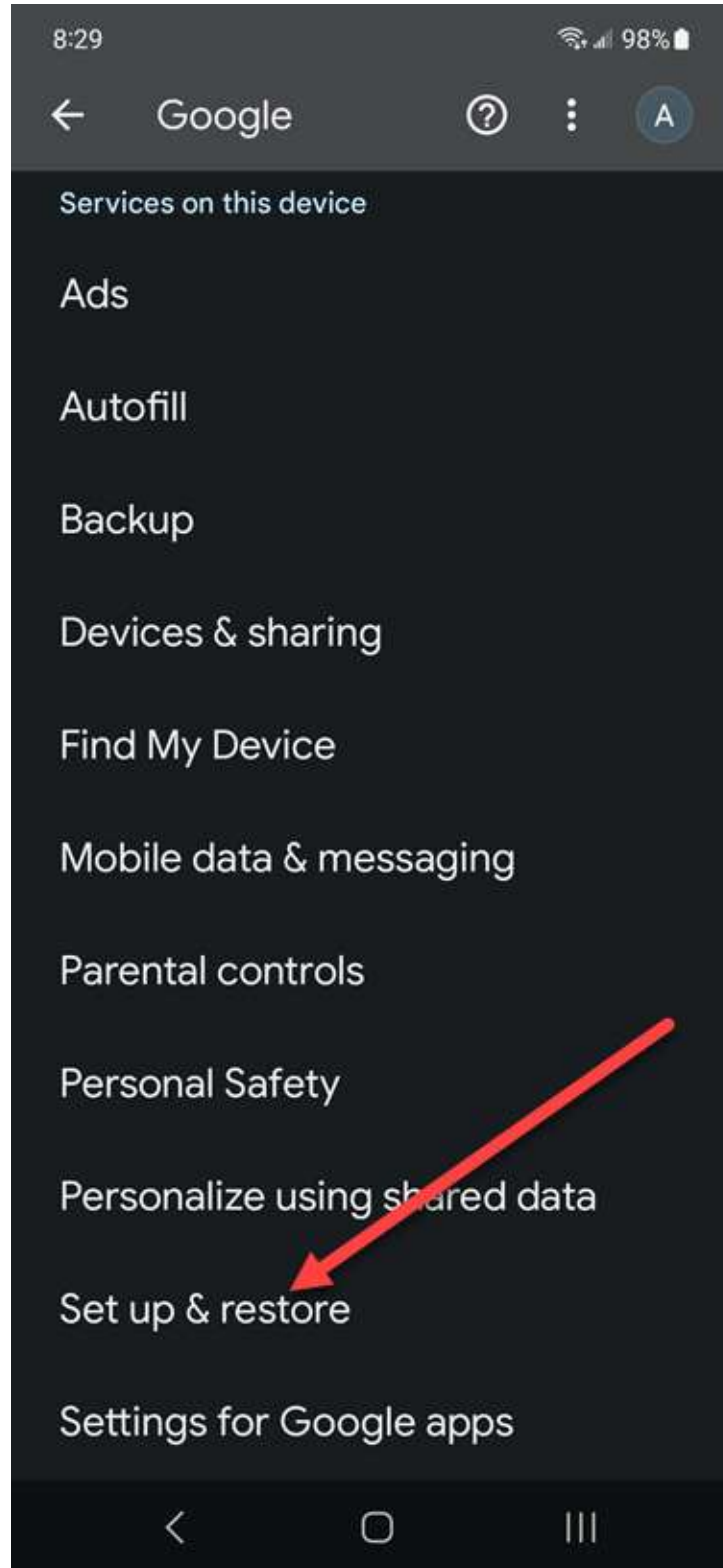 8:29 98%
Google A
Services on this device
Ads
Autofill
Backup
Devices & sharing
Find My Device
Mobile data & messaging
Parental controls
Personal Safety
Personalize using shared data
Set up & restore
Settings for Google apps